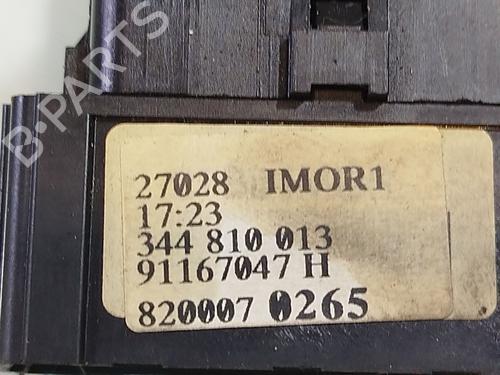 B-PARTS
27028 IMOR1
17:23
344 810 013
91167047 H
820007 0265